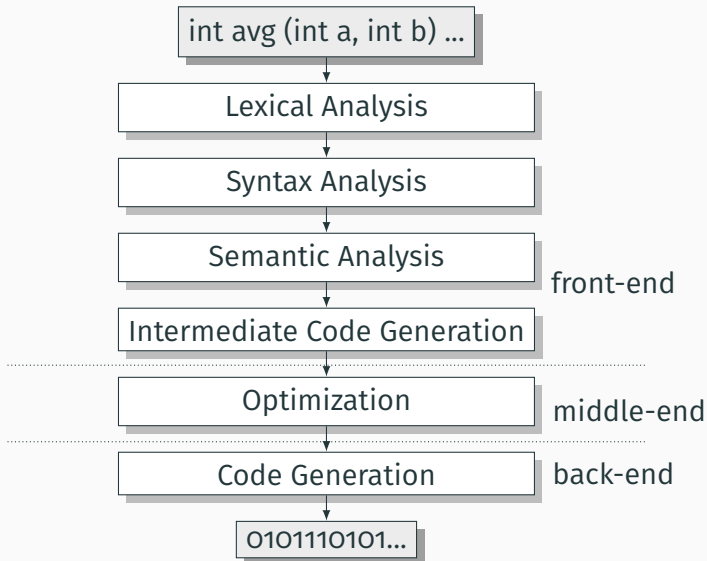 int avg (int a, int b) ...
Lexical Analysis
Syntax Analysis
Semantic Analysis
front-end
Intermediate Code Generation
Optimization
middle-end
Code Generation
back-end
0101110101...